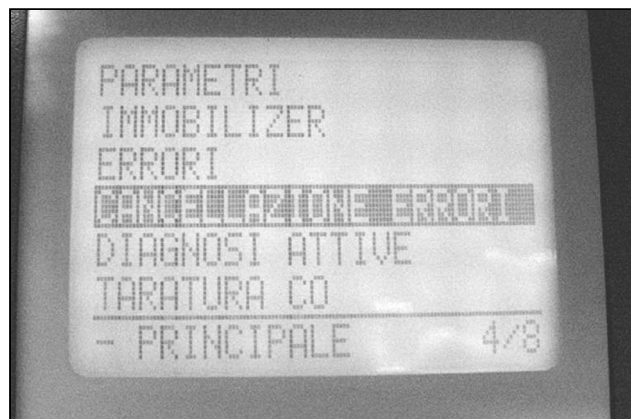 PARAMETRI
IMMOBILIZER
ERRORI
CANCELLAZIONE ERRORI
DIAGNOSI ATTIVE
TARATURA CO
- PRINCIPALE 4/8